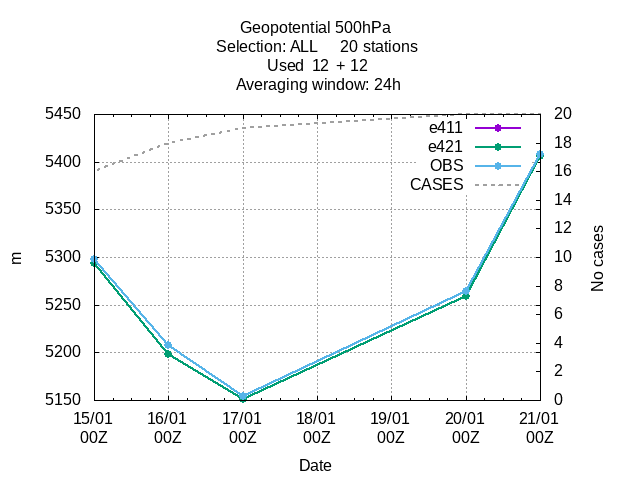 Geopotential 500hPa
Selection: ALL 20 stations
Used 12 + 12
Averaging window: 24h
5450
5400
5350
5300
5250
5200
5150
m
20
18
16
14
12
10
8
6
4
2
0
No cases
e411
e421
OBS
CASES
15/01 16/01 17/01 18/01 19/01 20/01 21/01
00Z 00Z 00Z 00Z 00Z 00Z 00Z
Date